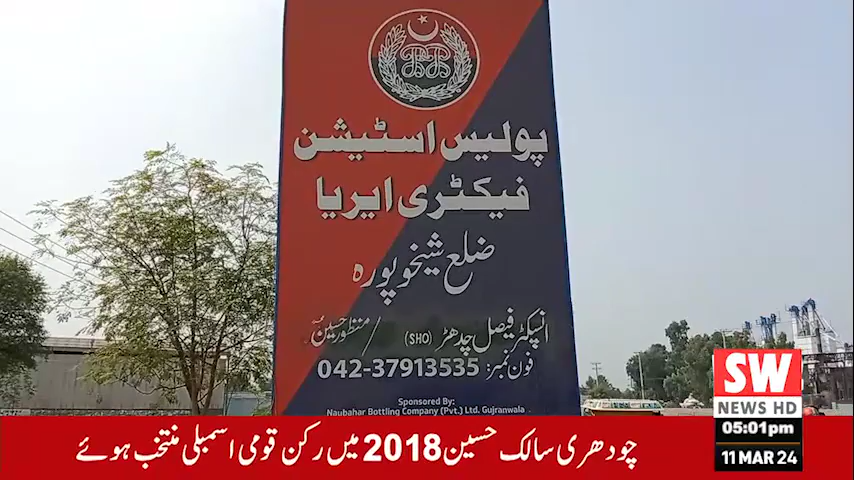 پولیس اسٹیشن
فیکٹری ایریا
ضلع شیخوپورہ
انسپکٹر فیصل چدھڑ (SHO) / منظور حسین
فون نمبر: 042-37913535
Sponsored By:
Naubahar Bottling Company (Pvt.) Ltd. Gujranwala
SW
NEWS HD
05:01pm
11 MAR 24
چودھری سالک حسین 2018 میں رکن قومی اسمبلی منتخب ہوئے